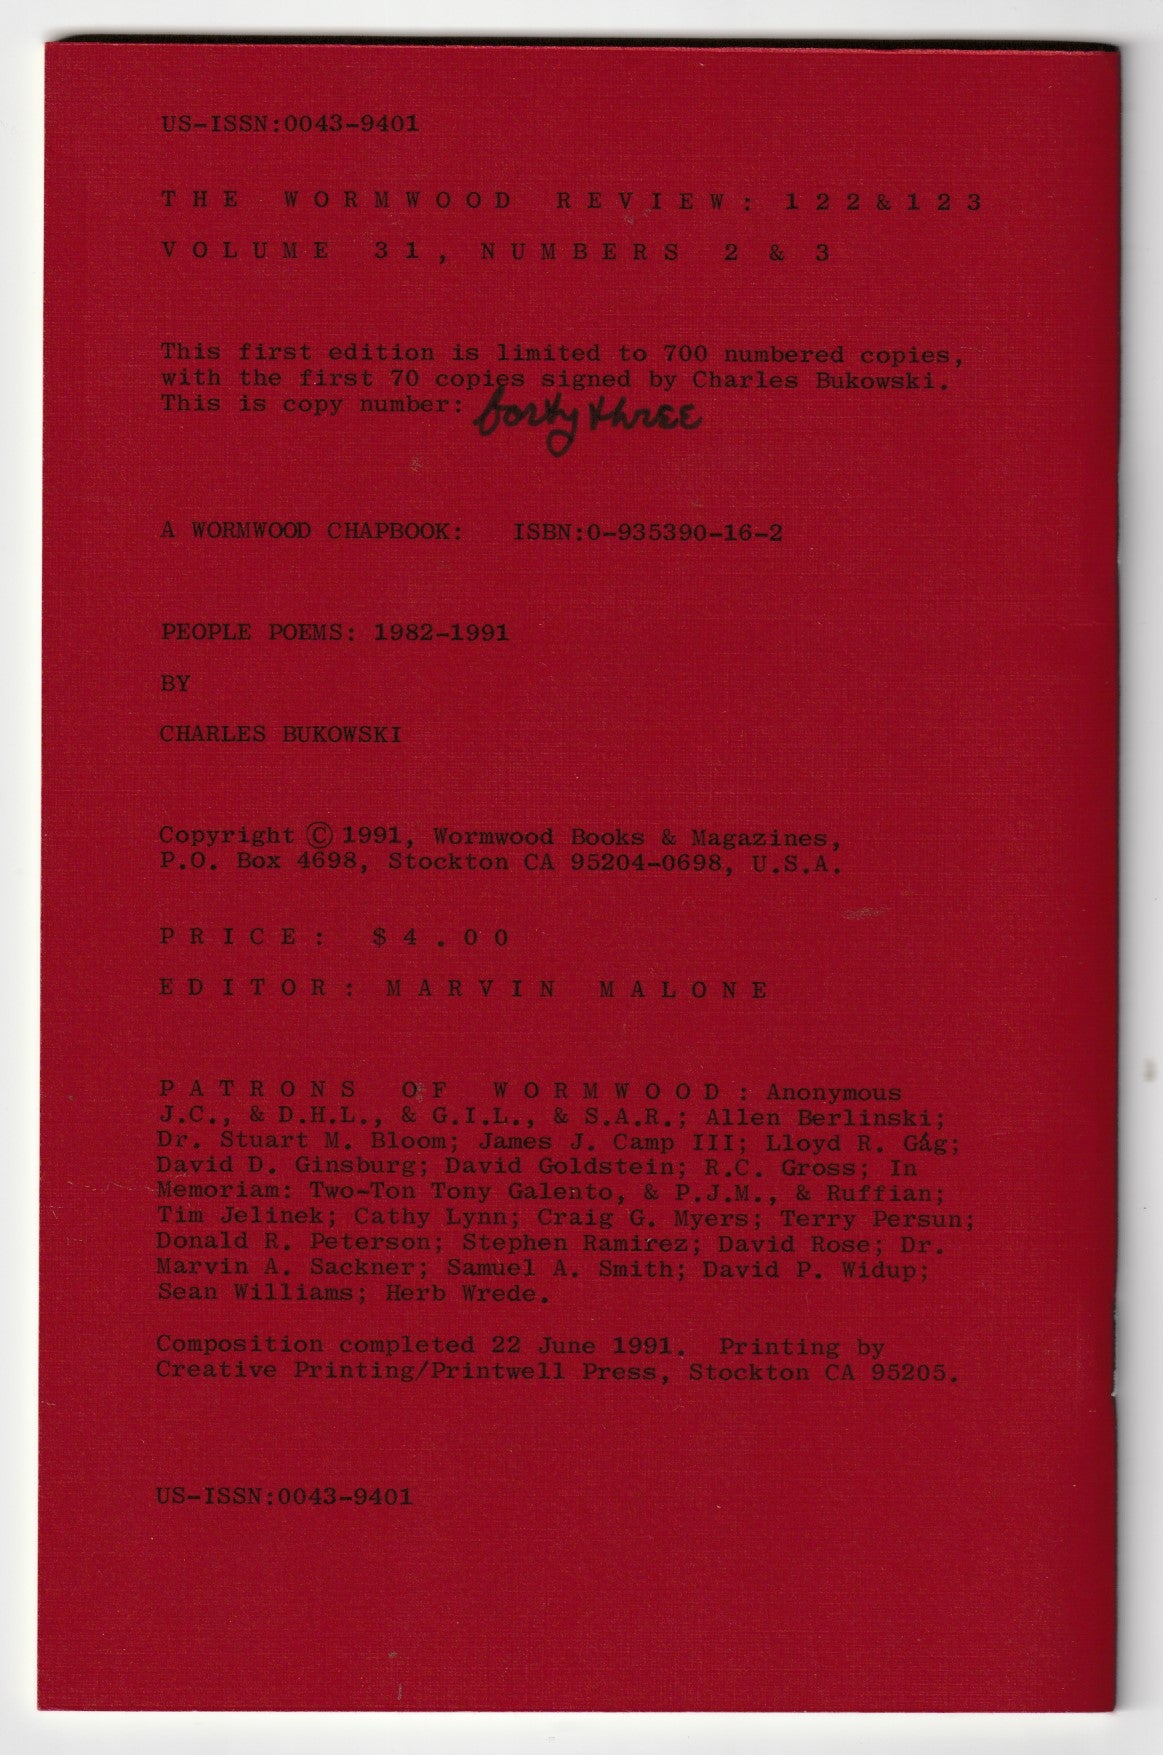 US-ISSN:0043-9401
THE WORMWOOD REVIEW: 122&123
VOLUME 31, NUMBERS 2 & 3
This first edition is limited to 700 numbered copies,
with the first 70 copies signed by Charles Bukowski.
This is copy number: forty three
A WORMWOOD CHAPBOOK: ISBN:0-935390-16-2
PEOPLE POEMS: 1982-1991
BY
CHARLES BUKOWSKI
Copyright © 1991, Wormwood Books & Magazines,
P.O. Box 4698, Stockton CA 95204-0698, U.S.A.
PRICE: $4.00
EDITOR: MARVIN MALONE
PATRONS OF WORMWOOD: Anonymous
J.C., & D.H.L., & G.I.L., & S.A.R.; Allen Berlinski;
Dr. Stuart M. Bloom; James J. Camp III; Lloyd R. Gág;
David D. Ginsburg; David Goldstein; R.C. Gross; In
Memoriam: Two-Ton Tony Galento, & P.J.M., & Ruffian;
Tim Jelinek; Cathy Lynn; Craig G. Myers; Terry Persun;
Donald R. Peterson; Stephen Ramirez; David Rose; Dr.
Marvin A. Sackner; Samuel A. Smith; David P. Widup;
Sean Williams; Herb Wrede.
Composition completed 22 June 1991. Printing by
Creative Printing/Printwell Press, Stockton CA 95205.
US-ISSN:0043-9401